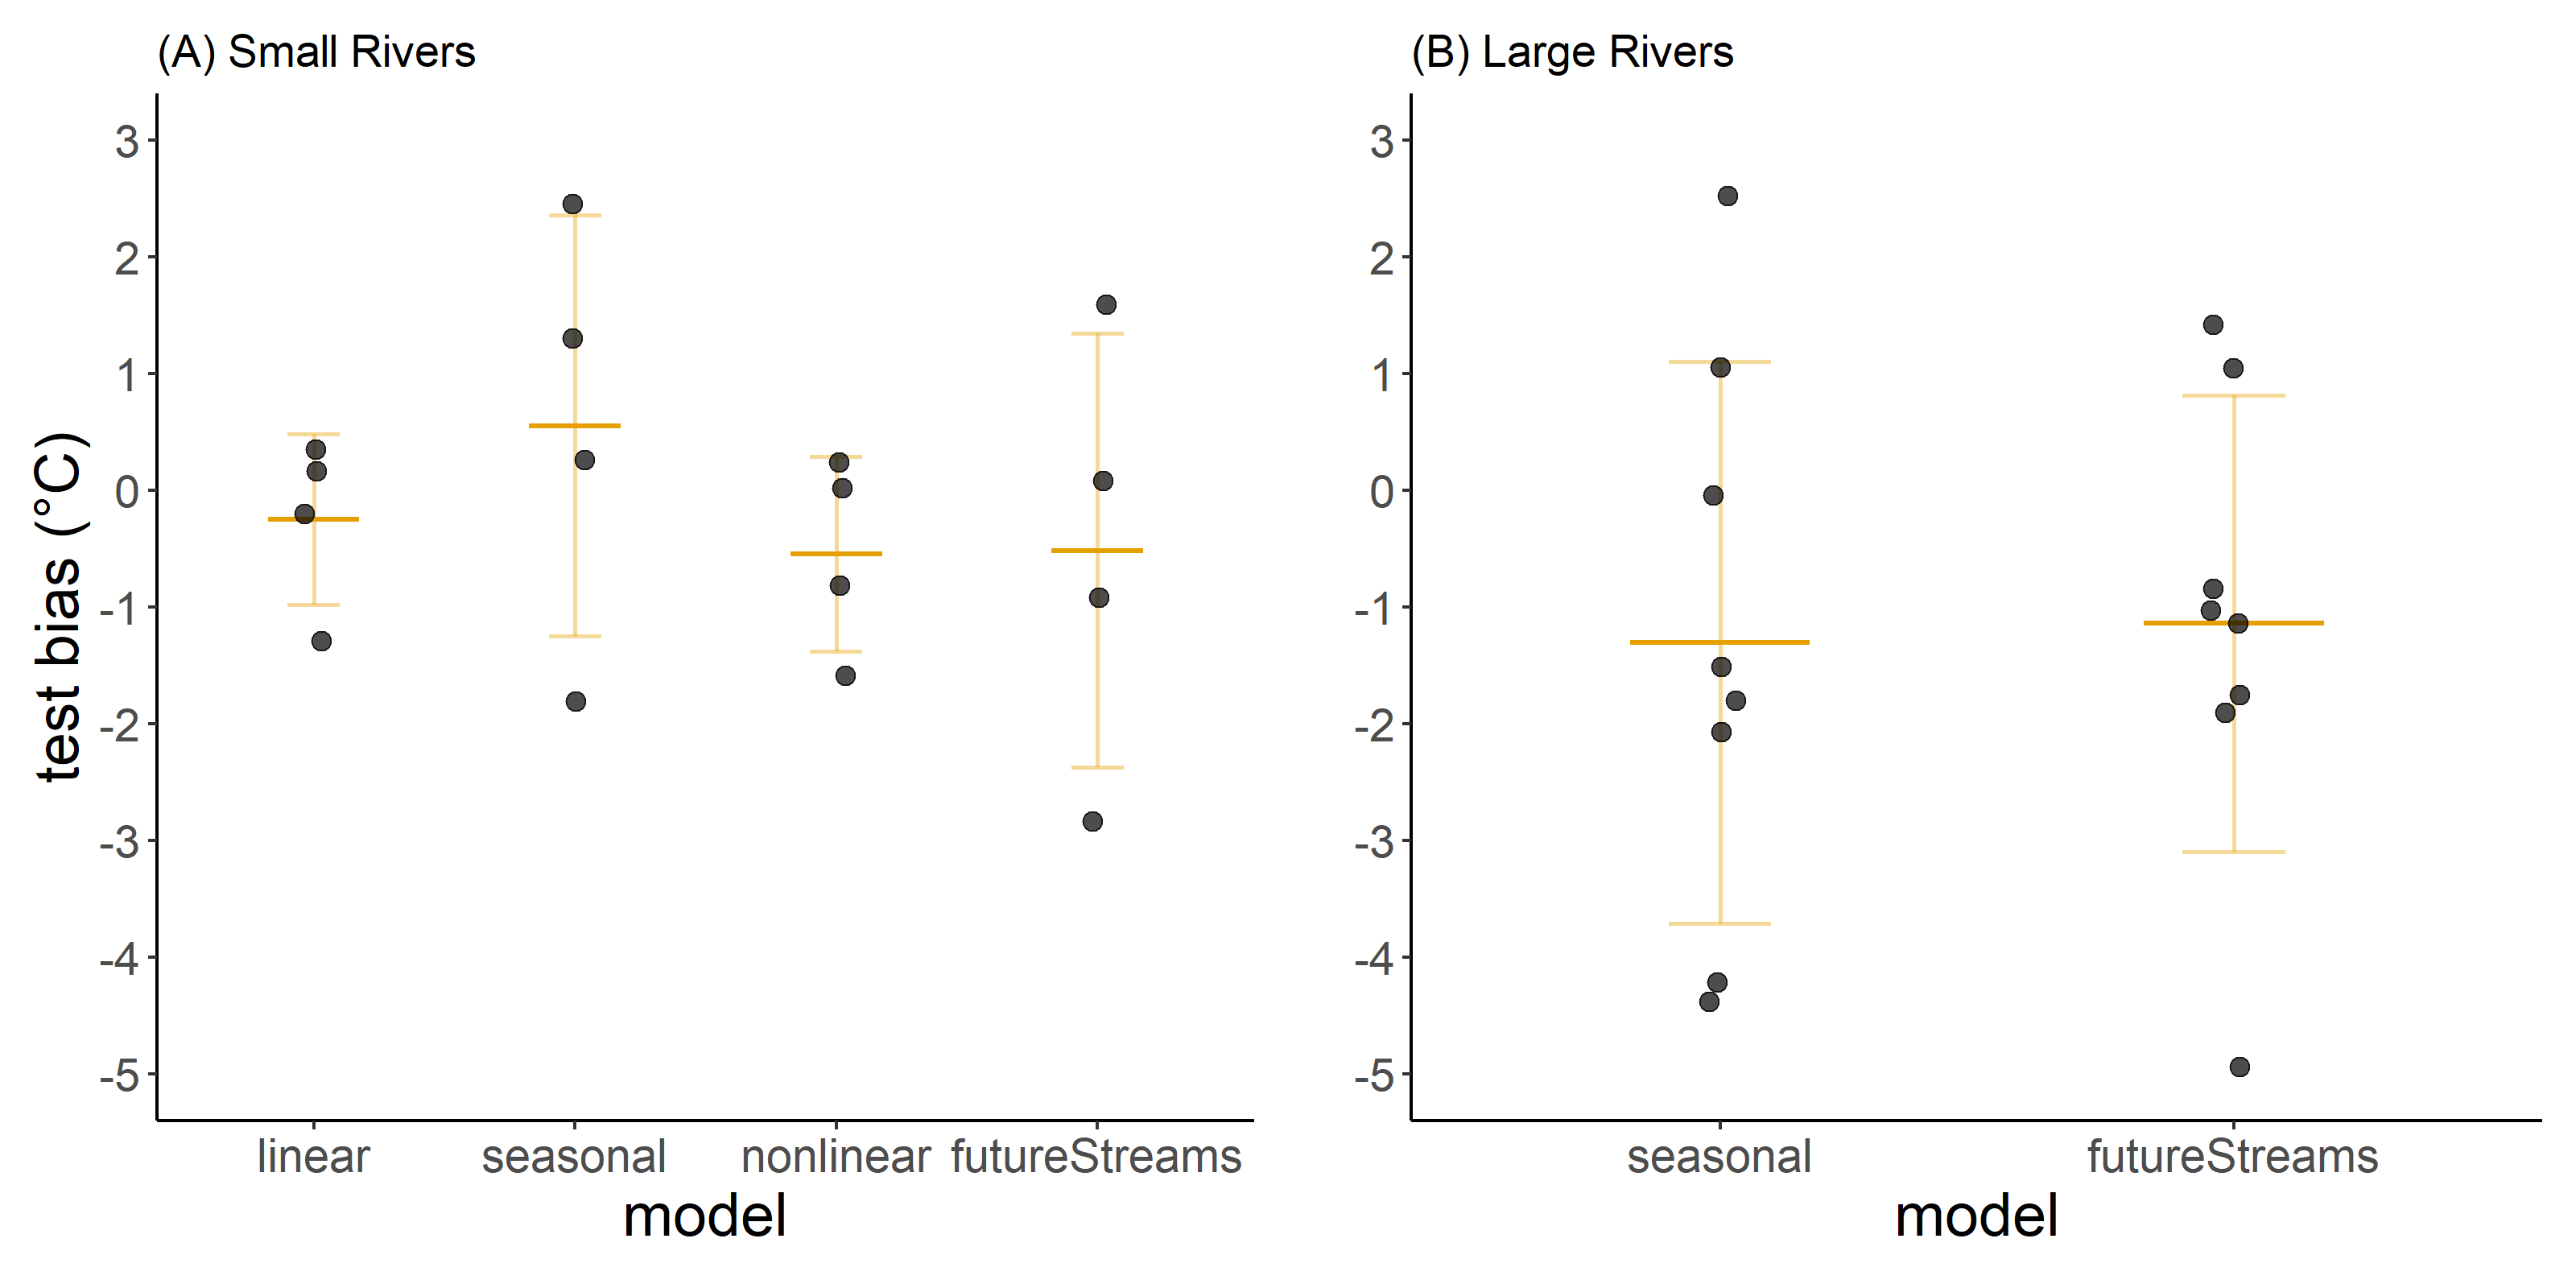 (A) Small Rivers
3
2
1
0
-1
-2
-3
-4
-5
test bias (°C)
linear seasonal nonlinear futureStreams
model
(B) Large Rivers
3
2
1
0
-1
-2
-3
-4
-5
seasonal futureStreams
model